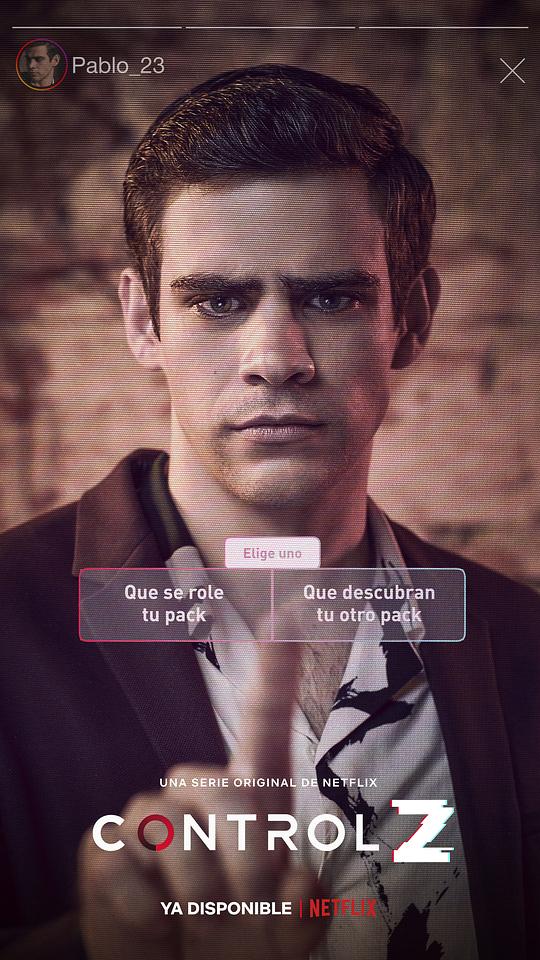 Pablo_23
Elige uno
Que se role
tu pack
Que descubran
tu otro pack
UNA SERIE ORIGINAL DE NETFLIX
CONTROL Z
YA DISPONIBLE | NETFLIX